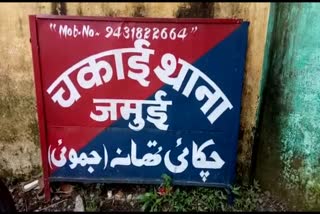 "Mob.No- 9431822664"
चकाई थाना
जमुई
چکائی تھانہ (جموئی)